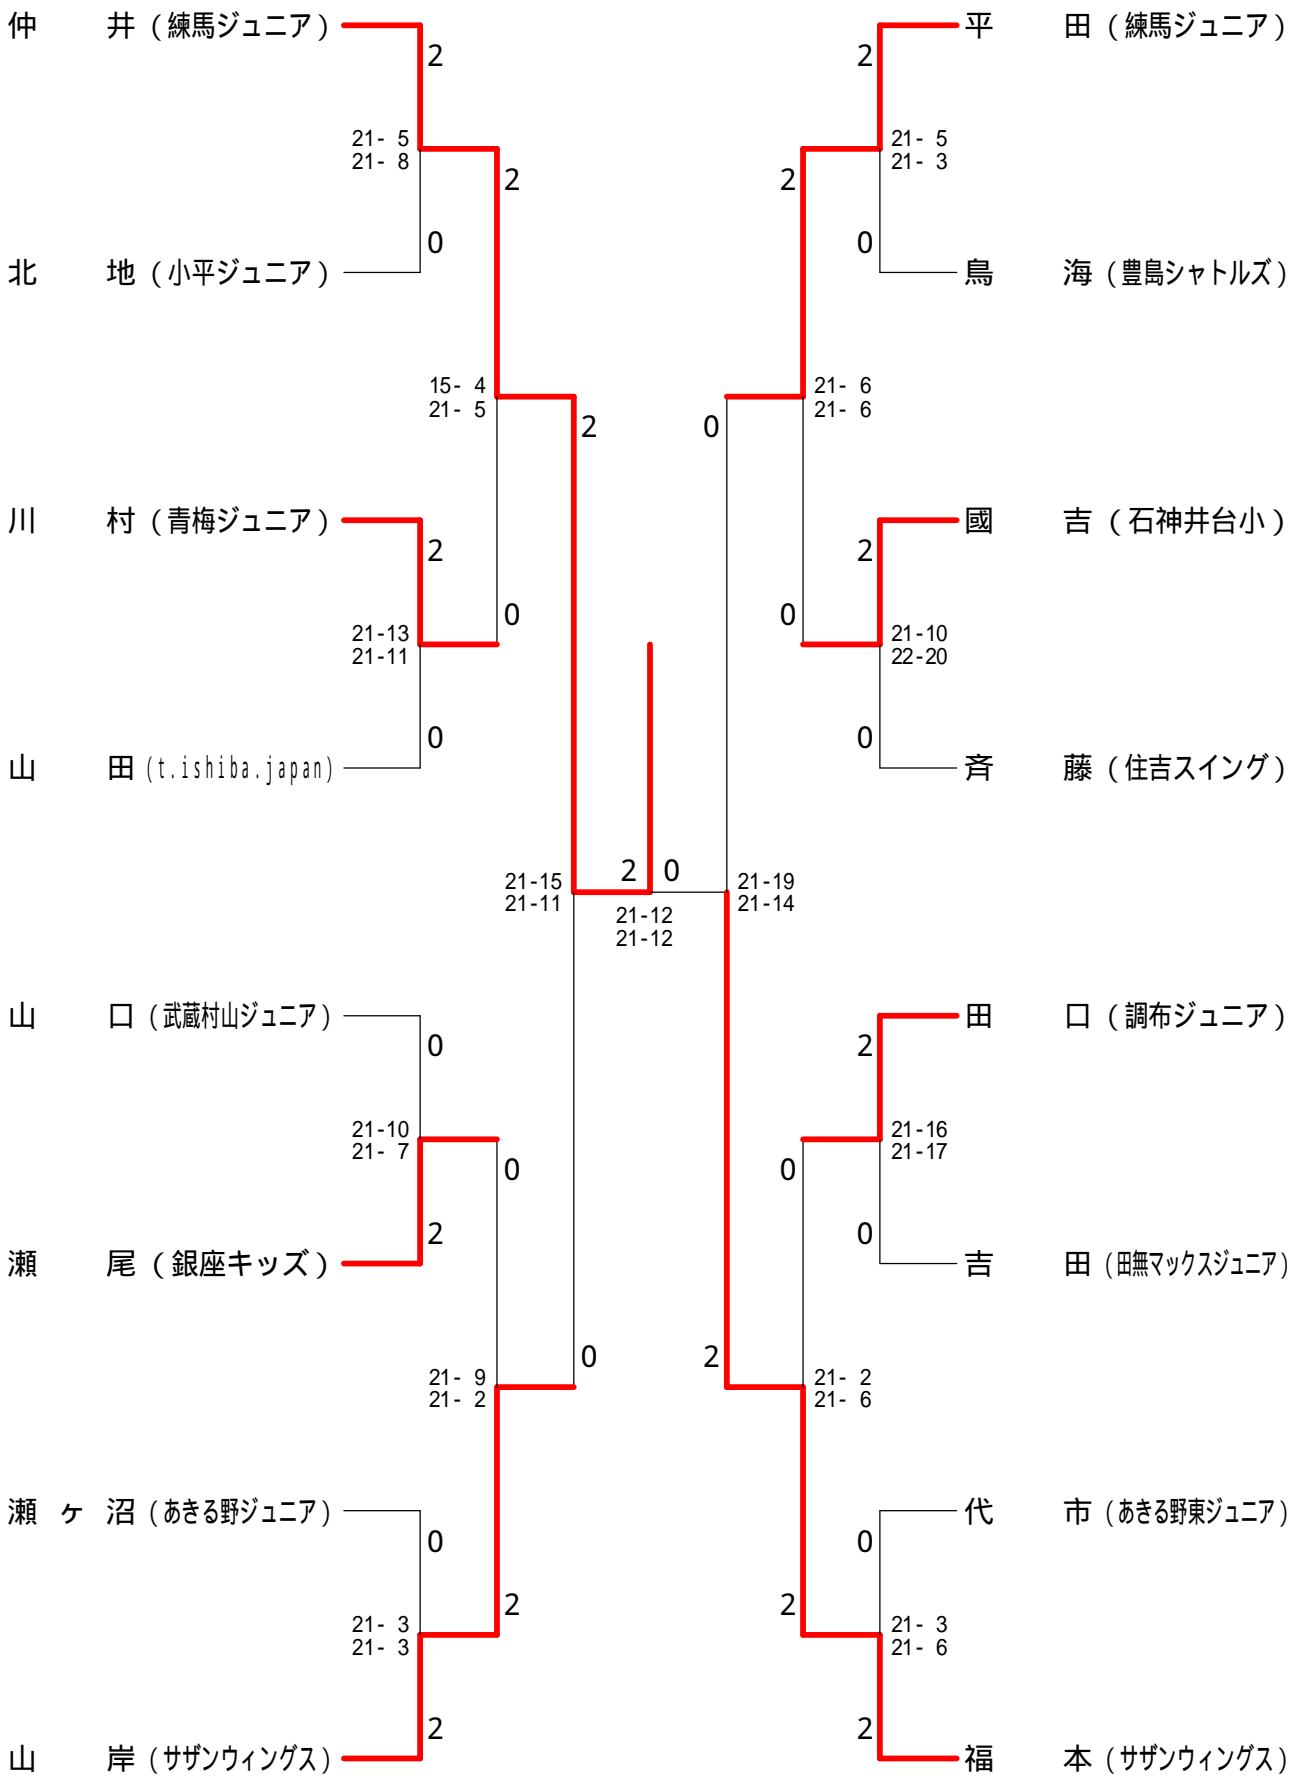 仲 井 (練馬ジュニア) 平 田 (練馬ジュニア)
2 2
21- 5 21- 5
21- 8 21- 3
2 2
0 0
北 地 (小平ジュニア) 鳥 海 (豊島シャトルズ)
15- 4 21- 6
21- 5 21- 6
2 0
川 村 (青梅ジュニア) 國 吉 (石神井台小)
2 2
0 0
21-13 21-10
21-11 22-20
0 0
山 田 (t.ishiba.japan) 斉 藤 (住吉スイング)
2 0
21-15 21-19
21-11 21-14
21-12
21-12
山 口 (武蔵村山ジュニア) 田 口 (調布ジュニア)
0 2
21-10 21-16
21- 7 21-17
0 0
2 0
瀬 尾 (銀座キッズ) 吉 田 (田無マックスジュニア)
0 2
21- 9 21- 2
21- 2 21- 6
瀬 ヶ 沼 (あきる野ジュニア) 代 市 (あきる野東ジュニア)
0 0
2 2
21- 3 21- 3
21- 3 21- 6
2 2
山 岸 (サザンウィングス) 福 本 (サザンウィングス)